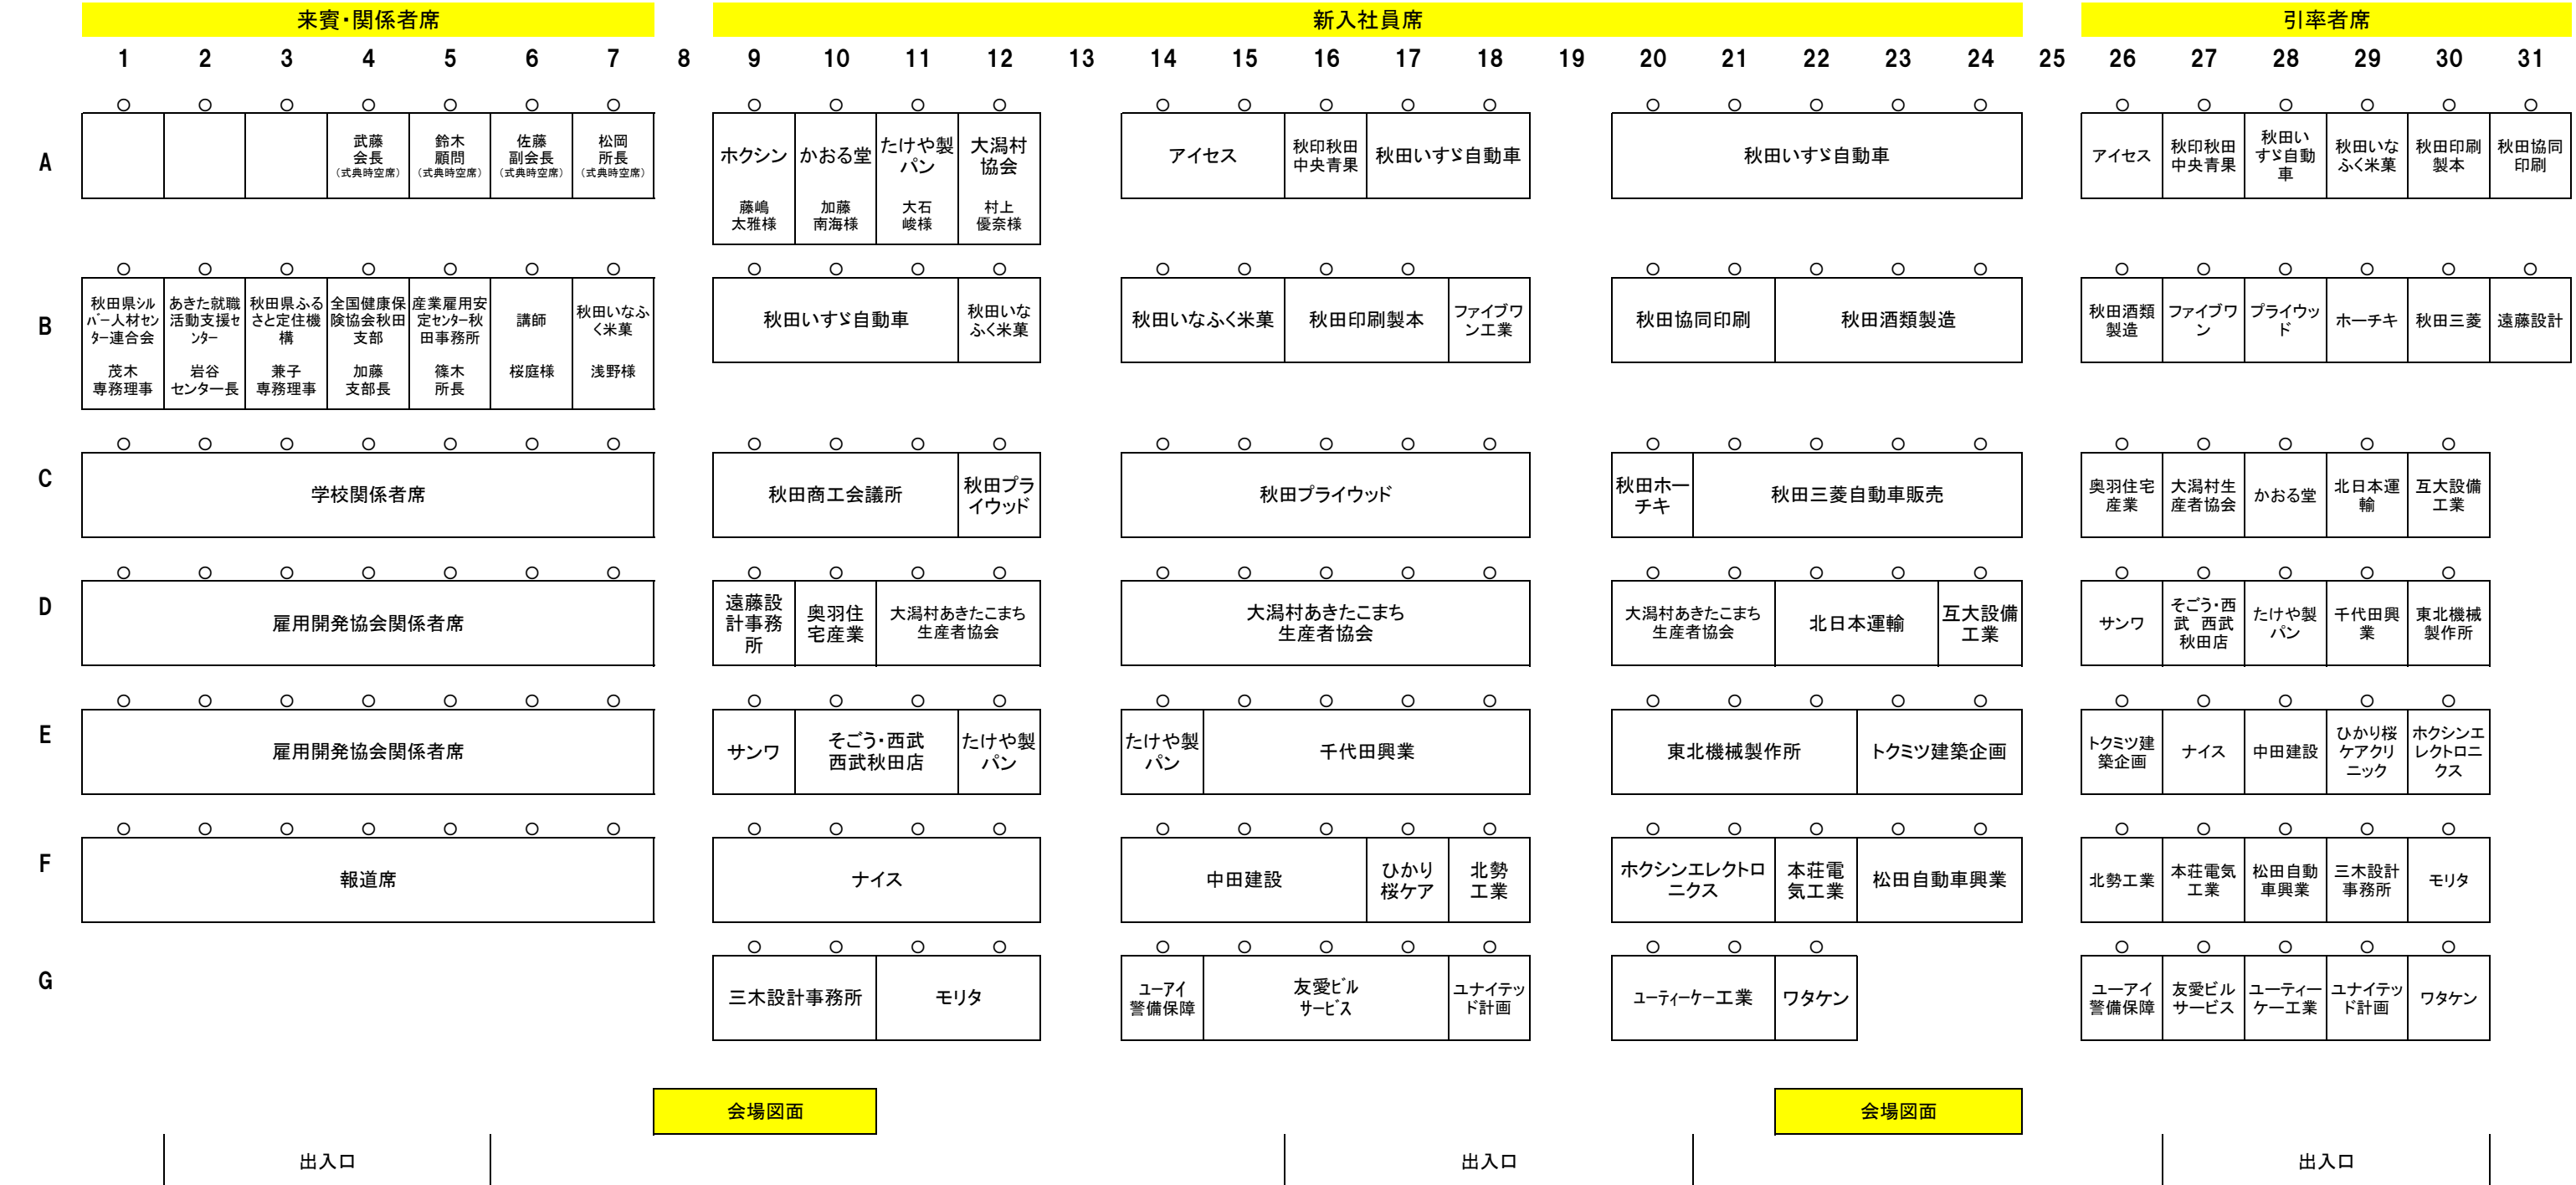 来賓・関係者席 新入社員席 引率者席
1 2 3 4 5 6 7 8 9 10 11 12 13 14 15 16 17 18 19 20 21 22 23 24 25 26 27 28 29 30 31
○ ○ ○ ○ ○ ○ ○ ○ ○ ○ ○ ○ ○ ○ ○ ○ ○ ○ ○ ○ ○ ○ ○ ○ ○ ○ ○
A
武藤
会長
(式典時空席)
鈴木
顧問
(式典時空席)
佐藤
副会長
(式典時空席)
松岡
所長
(式典時空席)
ホクシン
藤嶋
太雅様
かおる堂
加藤
南海様
たけや製
パン
大石
峻様
大潟村
協会
村上
優奈様
アイセス
秋印秋田
中央青果
秋田いすゞ自動車
秋田いすゞ自動車
アイセス
秋印秋田
中央青果
秋田い
すゞ自動
車
秋田いな
ふく米菓
秋田印刷
製本
秋田協同
印刷
○ ○ ○ ○ ○ ○ ○ ○ ○ ○ ○ ○ ○ ○ ○ ○ ○ ○ ○ ○ ○ ○ ○ ○ ○ ○
B
秋田県シル
バー人材セン
ター連合会
茂木
専務理事
あきた就職
活動支援セ
ンター
岩谷
センター長
秋田県ふる
さと定住機
構
兼子
専務理事
全国健康保
険協会秋田
支部
加藤
支部長
産業雇用安
定センター秋
田事務所
篠木
所長
講師
桜庭様
秋田いなふ
く米菓
浅野様
秋田いすゞ自動車
秋田いな
ふく米菓
秋田いなふく米菓
秋田印刷製本
ファイブワ
ン工業
秋田協同印刷
秋田酒類製造
秋田酒類
製造
ファイブワ
ン
プライウッ
ド
ホーチキ
秋田三菱
遠藤設計
○ ○ ○ ○ ○ ○ ○ ○ ○ ○ ○ ○ ○ ○ ○ ○ ○ ○ ○ ○ ○ ○ ○ ○ ○ ○
C
学校関係者席
秋田商工会議所
秋田プラ
イウッド
秋田プライウッド
秋田ホー
チキ
秋田三菱自動車販売
奥羽住宅
産業
大潟村生
産者協会
かおる堂
北日本運
輸
互大設備
工業
○ ○ ○ ○ ○ ○ ○ ○ ○ ○ ○ ○ ○ ○ ○ ○ ○ ○ ○ ○ ○ ○ ○ ○ ○ ○
D
雇用開発協会関係者席
遠藤設
計事務
所
奥羽住
宅産業
大潟村あきたこまち
生産者協会
大潟村あきたこまち
生産者協会
大潟村あきたこまち
生産者協会
北日本運輸
互大設備
工業
サンワ
そごう・西
武 西武
秋田店
たけや製
パン
千代田興
業
東北機械
製作所
○ ○ ○ ○ ○ ○ ○ ○ ○ ○ ○ ○ ○ ○ ○ ○ ○ ○ ○ ○ ○ ○ ○ ○ ○ ○
E
雇用開発協会関係者席
サンワ
そごう・西武
西武秋田店
たけや製
パン
たけや製
パン
千代田興業
東北機械製作所
トクミツ建築企画
トクミツ建
築企画
ナイス
中田建設
ひかり桜
ケアクリ
ニック
ホクシンエ
レクトロニ
クス
○ ○ ○ ○ ○ ○ ○ ○ ○ ○ ○ ○ ○ ○ ○ ○ ○ ○ ○ ○ ○ ○ ○ ○ ○ ○
F
報道席
ナイス
中田建設
ひかり
桜ケア
北勢
工業
ホクシンエレクトロ
ニクス
本荘電
気工業
松田自動車興業
北勢工業
本荘電気
工業
松田自動
車興業
三木設計
事務所
モリタ
○ ○ ○ ○ ○ ○ ○ ○ ○ ○ ○ ○ ○ ○ ○ ○ ○
G
三木設計事務所
モリタ
ユーアイ
警備保障
友愛ビル
サービス
ユナイテッ
ド計画
ユーティーケー工業
ワタケン
ユーアイ
警備保障
友愛ビル
サービス
ユーティー
ケー工業
ユナイテッ
ド計画
ワタケン
会場図面 会場図面
出入口 出入口 出入口